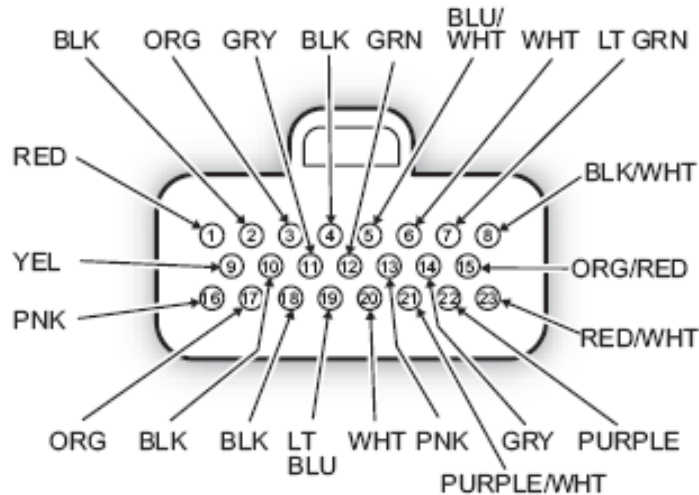 BLU/
BLK ORG GRY BLK GRN WHT WHT LT GRN
RED
BLK/WHT
1 2 3 4 5 6 7 8
YEL
9 10 11 12 13 14 15
ORG/RED
PNK
16 17 18 19 20 21 22 23
RED/WHT
ORG BLK BLK LT WHT PNK GRY PURPLE
BLU
PURPLE/WHT